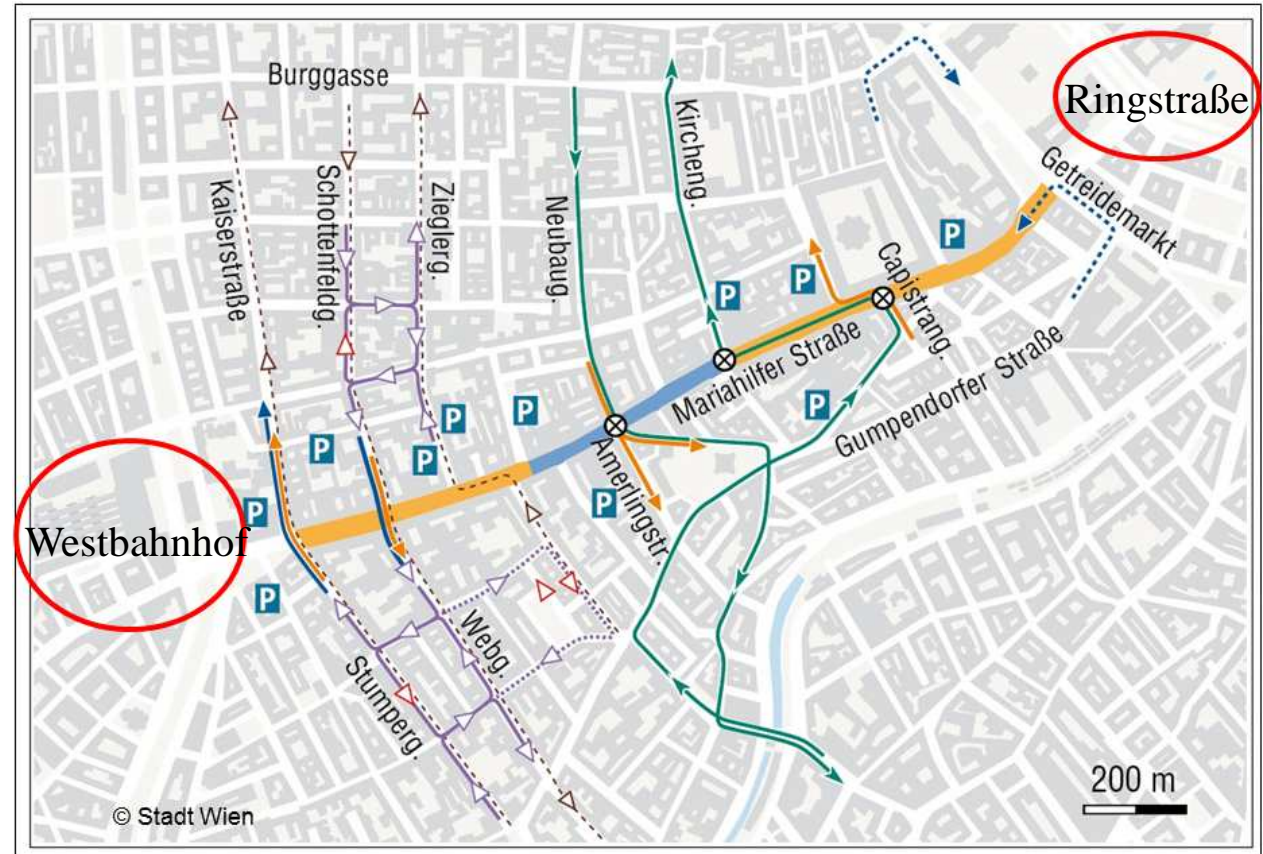 Burggasse
Ringstraße
Kircheng.
Getreidemarkt
Kaiserstraße
Schottenfeldg.
Zieglerg.
Neubaug.
P
P
P
Capistrang.
Mariahilfer Straße
Gumpendorfer Straße
P
P
P
P
P
Amerlingstr.
P
P
Westbahnhof
P
Webg.
Stumperg.
200 m
© Stadt Wien